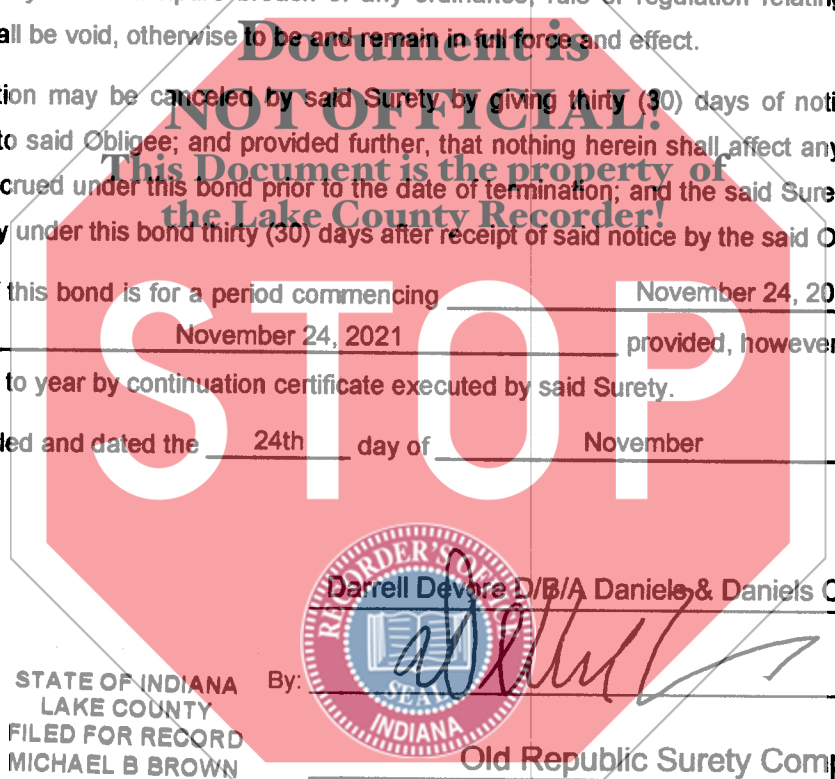 all be void, otherwise to be and remain in full force and effect.
Document is
tion may be canceled by said Surety by giving thirty (30) days of noti
NOT OFFICIAL!
to said Obligee; and provided further, that nothing herein shall affect any
This Document is the property of
crued under this bond prior to the date of termination; and the said Sure
the Lake County Recorder!
y under this bond thirty (30) days after receipt of said notice by the said O
this bond is for a period commencing November 24, 20
November 24, 2021 provided, however
to year by continuation certificate executed by said Surety.
STOP
led and dated the 24th day of November
RECORDER'S OFFICE
Darrell Devore D/B/A Daniels & Daniels C
SEAL
INDIANA
By:
STATE OF INDIANA
LAKE COUNTY
FILED FOR RECORD
MICHAEL B BROWN
Old Republic Surety Comp